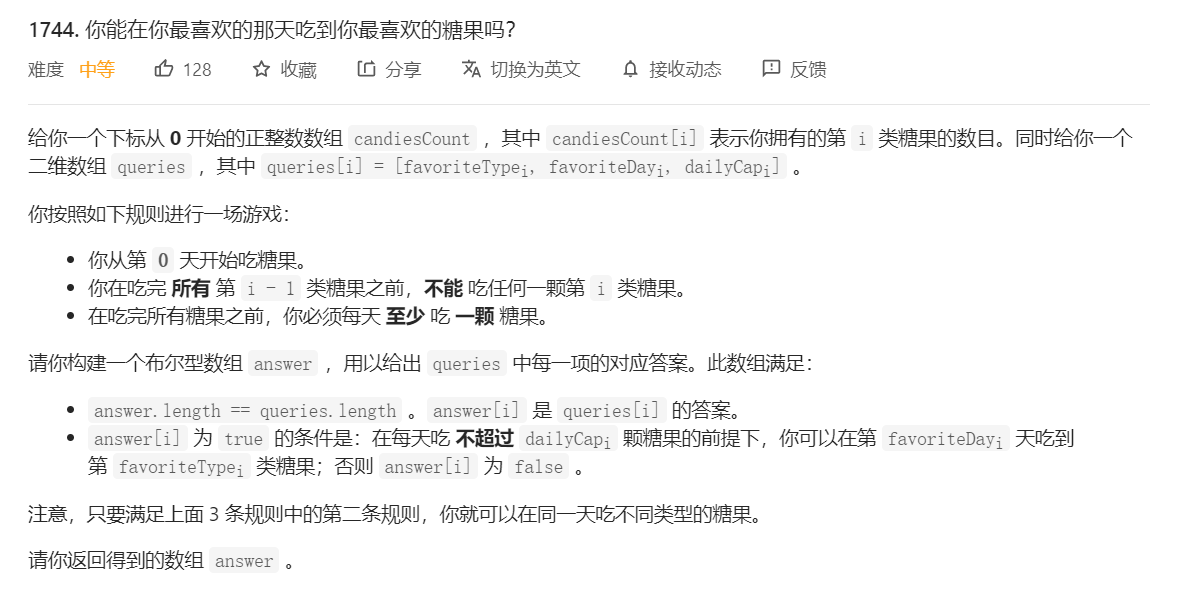 1744. 你能在你最喜欢的那天吃到你最喜欢的糖果吗？
难度 中等 128 收藏 分享 切换为英文 接收动态 反馈
给你一个下标从 0 开始的正整数数组 candiesCount ，其中 candiesCount[i] 表示你拥有的第 i 类糖果的数目。同时给你一个
二维数组 queries ，其中 queries[i] = [favoriteTypeᵢ, favoriteDayᵢ, dailyCapᵢ] 。
你按照如下规则进行一场游戏：
• 你从第 0 天开始吃糖果。
• 你在吃完 所有 第 i - 1 类糖果之前，不能 吃任何一颗第 i 类糖果。
• 在吃完所有糖果之前，你必须每天 至少 吃 一颗 糖果。
请你构建一个布尔型数组 answer ，用以给出 queries 中每一项的对应答案。此数组满足：
• answer.length == queries.length 。answer[i] 是 queries[i] 的答案。
• answer[i] 为 true 的条件是：在每天吃 不超过 dailyCapᵢ 颗糖果的前提下，你可以在第 favoriteDayᵢ 天吃到
第 favoriteTypeᵢ 类糖果；否则 answer[i] 为 false 。
注意，只要满足上面 3 条规则中的第二条规则，你就可以在同一天吃不同类型的糖果。
请你返回得到的数组 answer 。